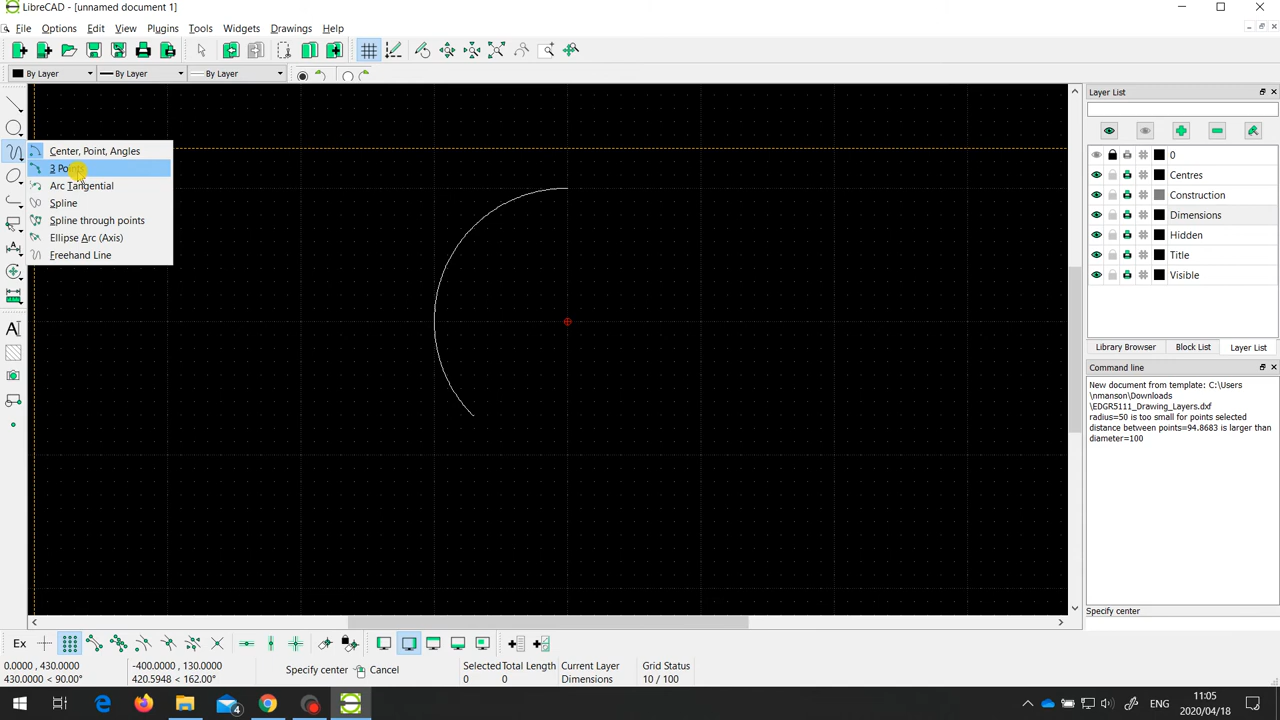 LibreCAD - [unnamed document 1]
File Options Edit View Plugins Tools Widgets Drawings Help
By Layer By Layer By Layer
Center, Point, Angles
3 Points
Arc Tangential
Spline
Spline through points
Ellipse Arc (Axis)
Freehand Line
Layer List
0
Centres
Construction
Dimensions
Hidden
Title
Visible
Library Browser Block List Layer List
Command line
New document from template: C:\Users
\nmanson\Downloads
\EDGR5111_Drawing_Layers.dxf
radius=50 is too small for points selected
distance between points=94.8683 is larger than
diameter=100
Specify center
Ex
0.0000 , 430.0000 -400.0000 , 130.0000 Specify center Cancel Selected Total Length Current Layer Grid Status
430.0000 < 90.00° 420.5948 < 162.00° 0 0 Dimensions 10 / 100
4 ENG 11:05
2020/04/18